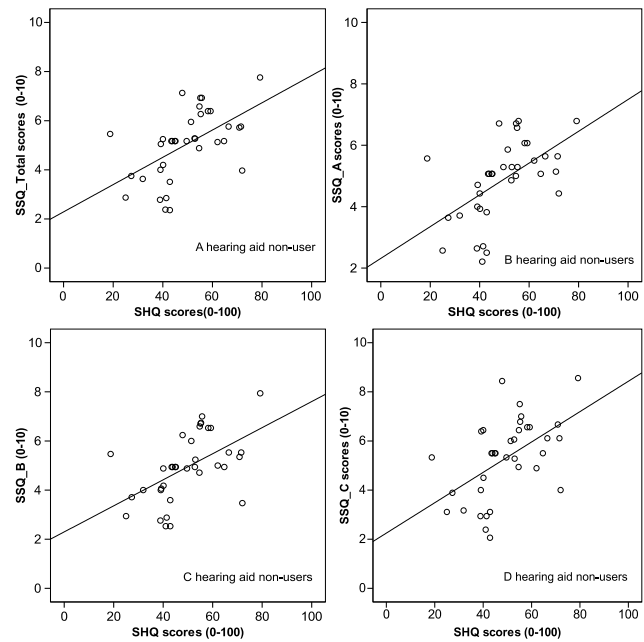 10
8
6
4
2
0
SSQ_Total scores (0-10)
A hearing aid non-user
0 20 40 60 80 100
SHQ scores(0-100)
10
8
6
4
2
SSQ_A scores (0-10)
B hearing aid non-users
0 20 40 60 80 100
SHQ scores (0-100)
10
8
6
4
2
0
SSQ_B (0-10)
C hearing aid non-users
0 20 40 60 80 100
SHQ scores (0-100)
10
8
6
4
2
0
SSQ_C scores (0-10)
D hearing aid non-users
0 20 40 60 80 100
SHQ scores (0-100)